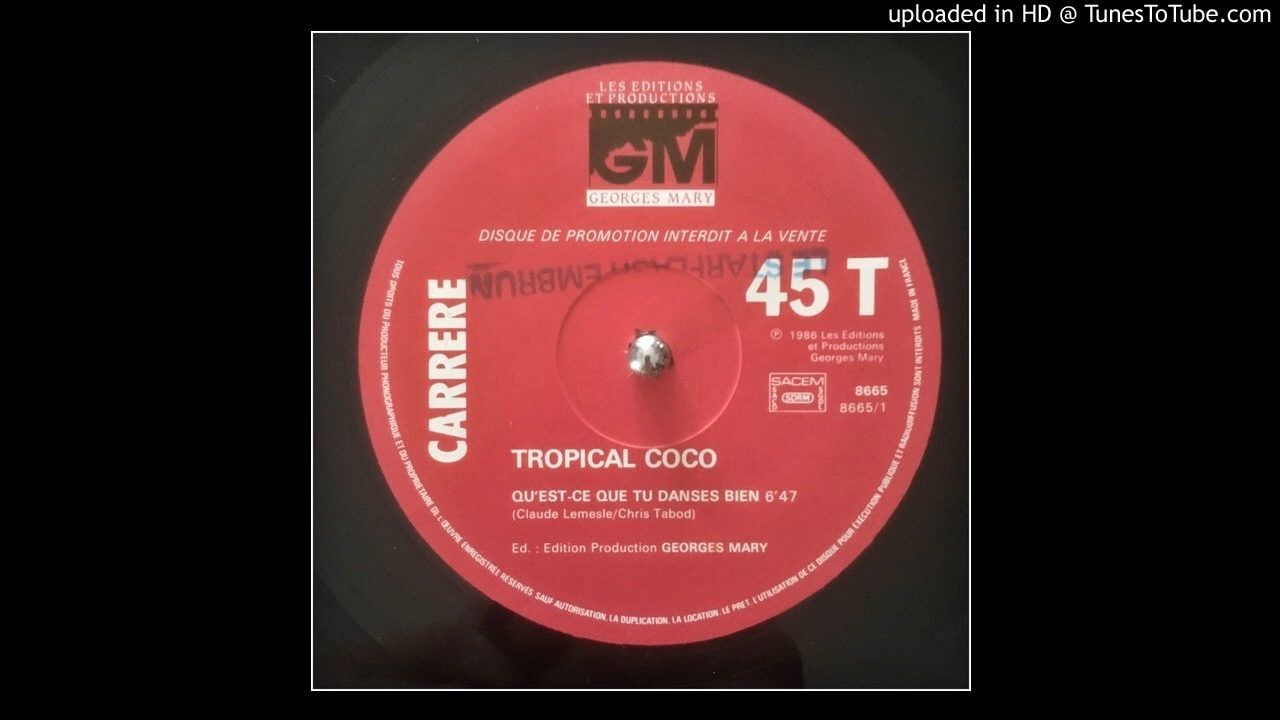 uploaded in HD @ TunesToTube.com
LES EDITIONS
ET PRODUCTIONS
GM
GEORGES MARY
DISQUE DE PROMOTION INTERDIT A LA VENTE
LE STARFLASH EMBRUN
45 T
CARRERE
℗ 1986 Les Editions
et Productions
Georges Mary
SACEM
SDRM
8665
8665/1
TROPICAL COCO
QU'EST-CE QUE TU DANSES BIEN 6'47
(Claude Lemesle/Chris Tabod)
Ed. : Edition Production GEORGES MARY
TOUS DROITS DU PRODUCTEUR PHONOGRAPHIQUE ET DU PROPRIETAIRE DE L'ŒUVRE ENREGISTREE RESERVES SAUF AUTORISATION, LA DUPLICATION, LA LOCATION, LE PRET, L'UTILISATION DE CE DISQUE POUR EXECUTION PUBLIQUE ET RADIODIFFUSION SONT INTERDITS MADE IN FRANCE